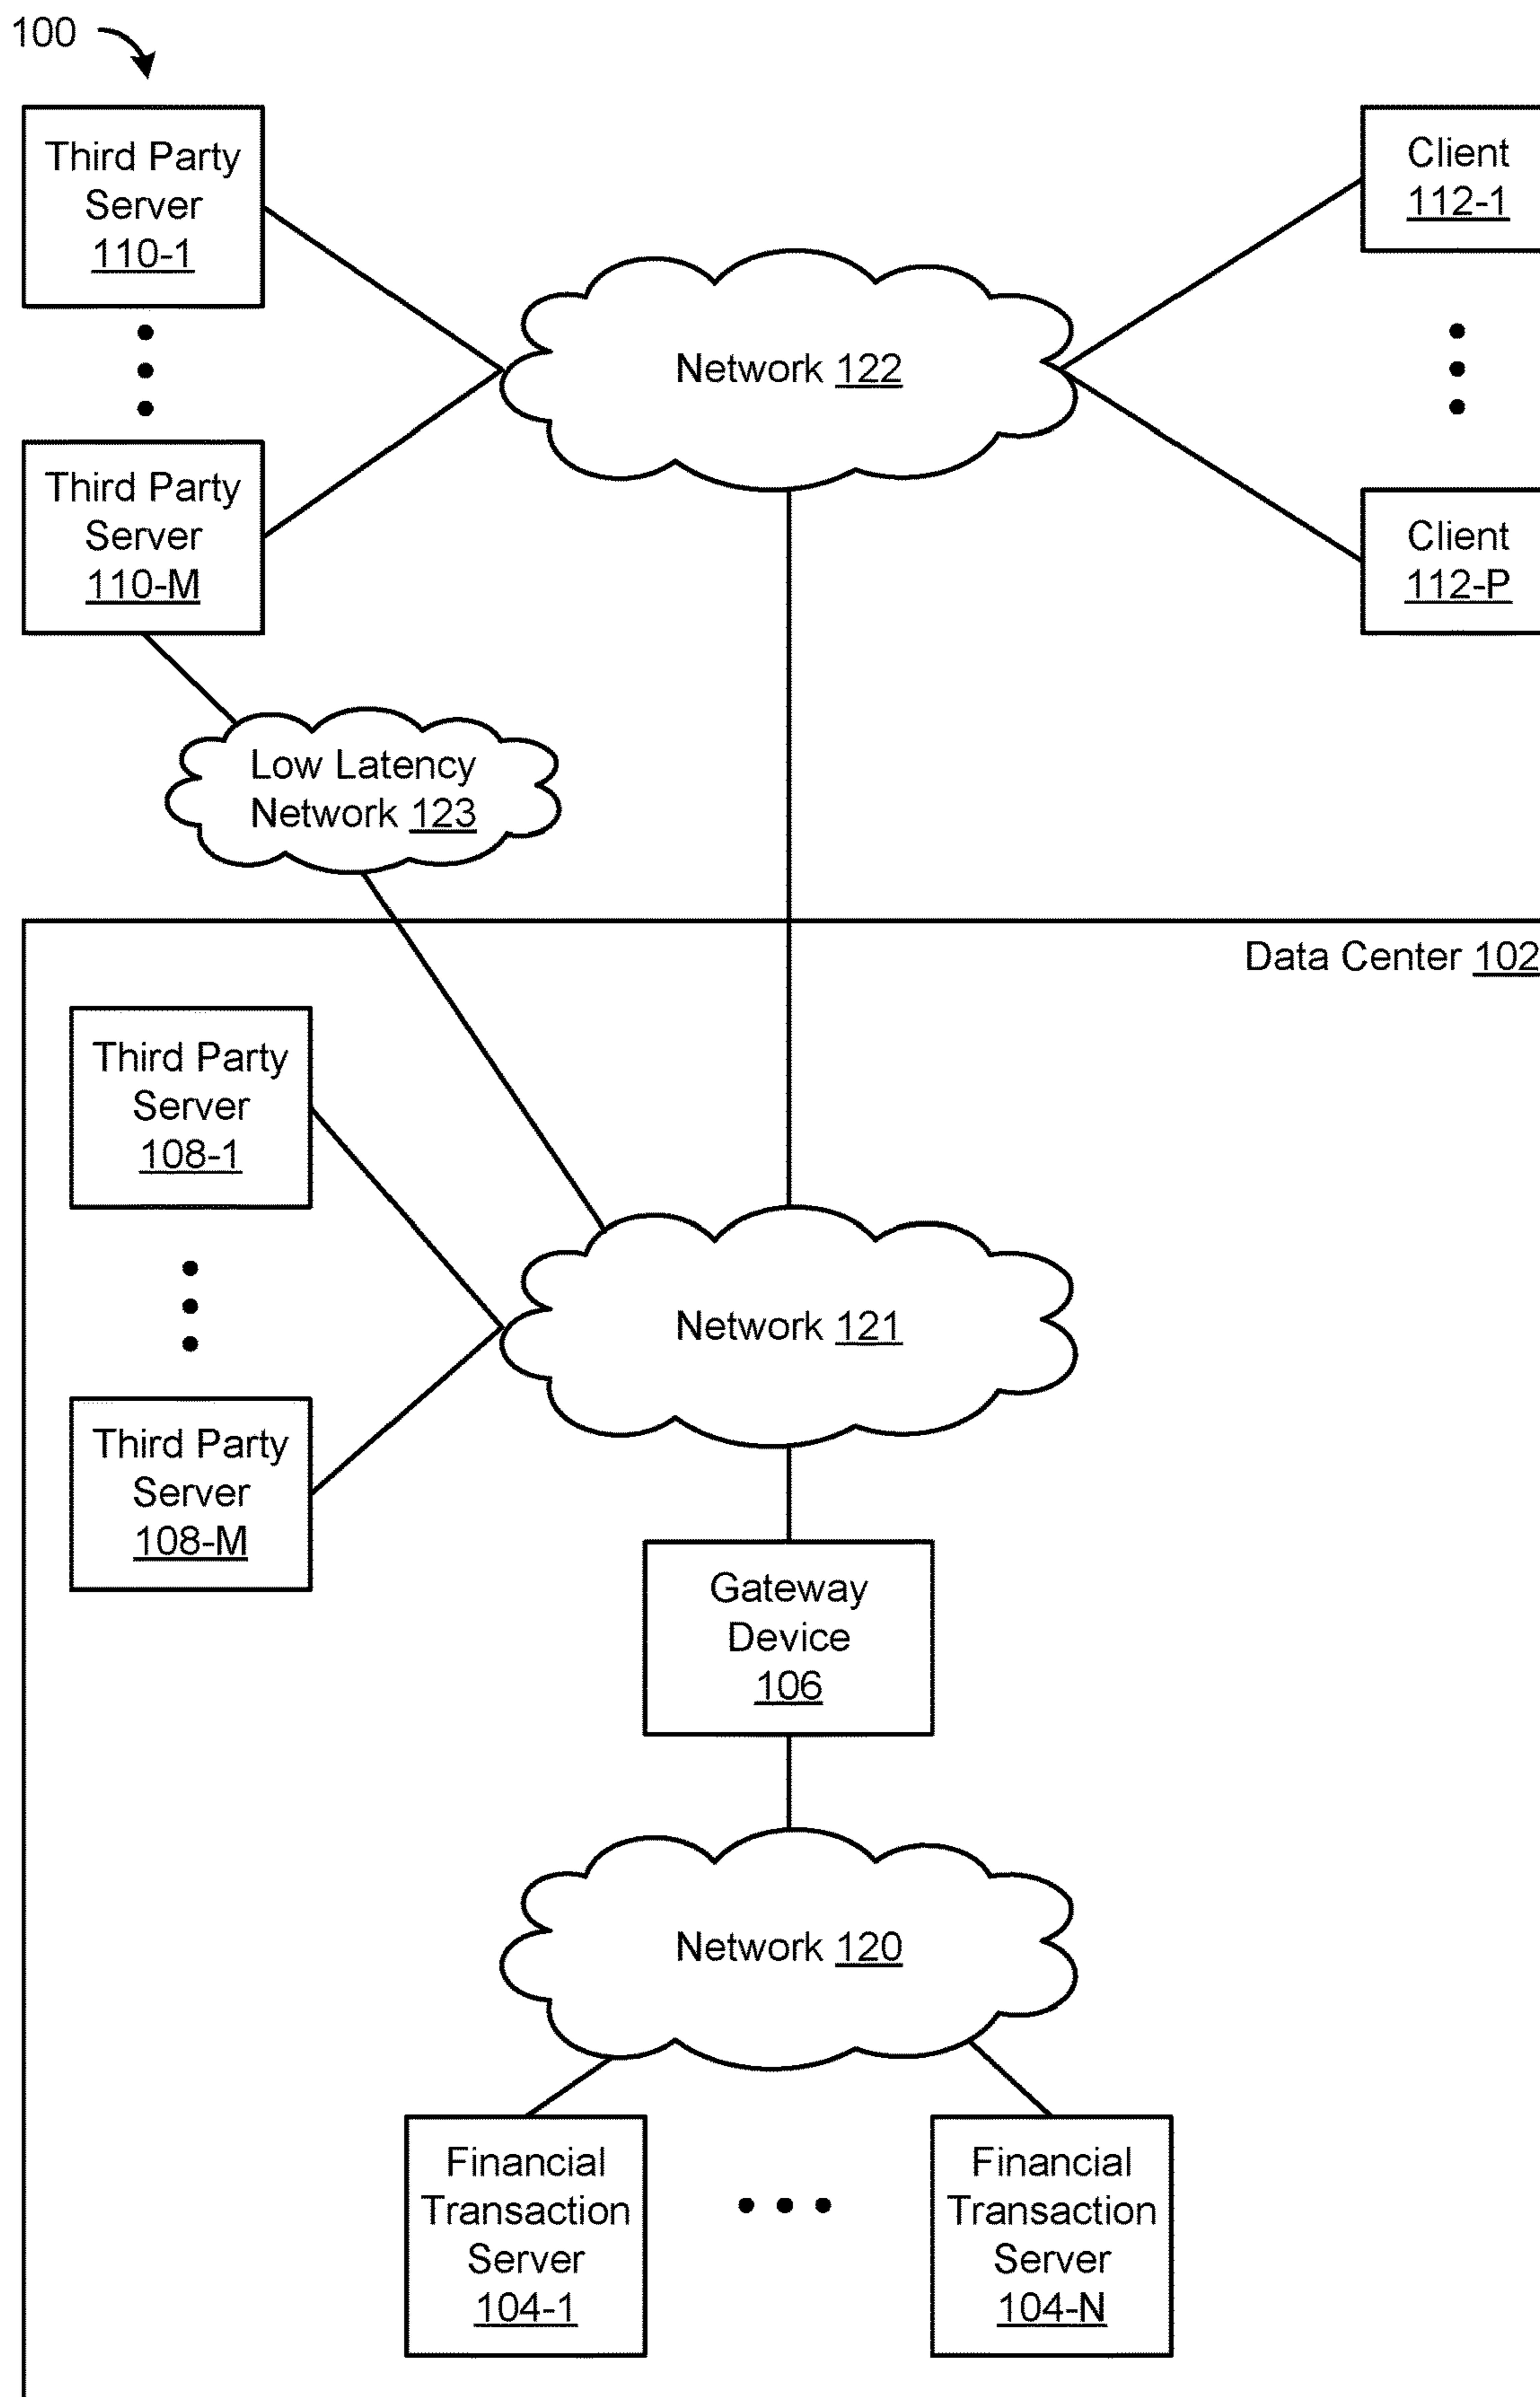 100
Third Party
Server
110-1
Client
112-1
Network 122
Third Party
Server
110-M
Client
112-P
Low Latency
Network 123
Data Center 102
Third Party
Server
108-1
Network 121
Third Party
Server
108-M
Gateway
Device
106
Network 120
Financial
Transaction
Server
104-1
Financial
Transaction
Server
104-N